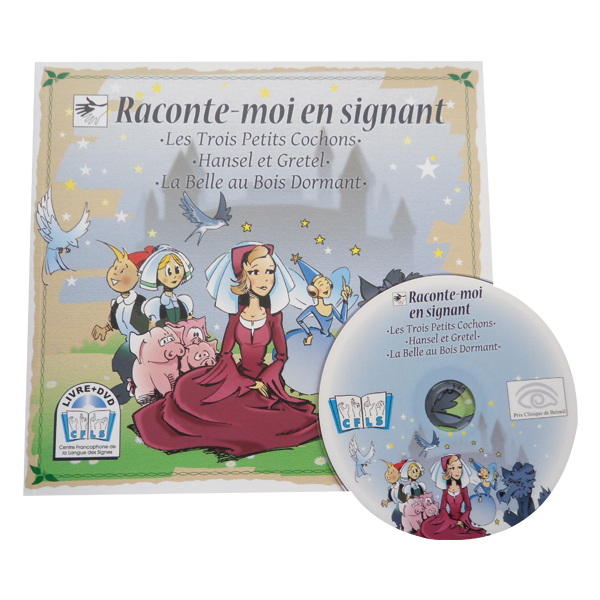 Raconte-moi en signant
·Les Trois Petits Cochons·
·Hansel et Gretel·
·La Belle au Bois Dormant·
LIVRE+DVD
CFLS
Centre Francophone de
la Langue des Signes
Raconte-moi
en signant
·Les Trois Petits Cochons·
·Hansel et Gretel·
·La Belle au Bois Dormant·
CFLS
Prix Clinique de Beloeil